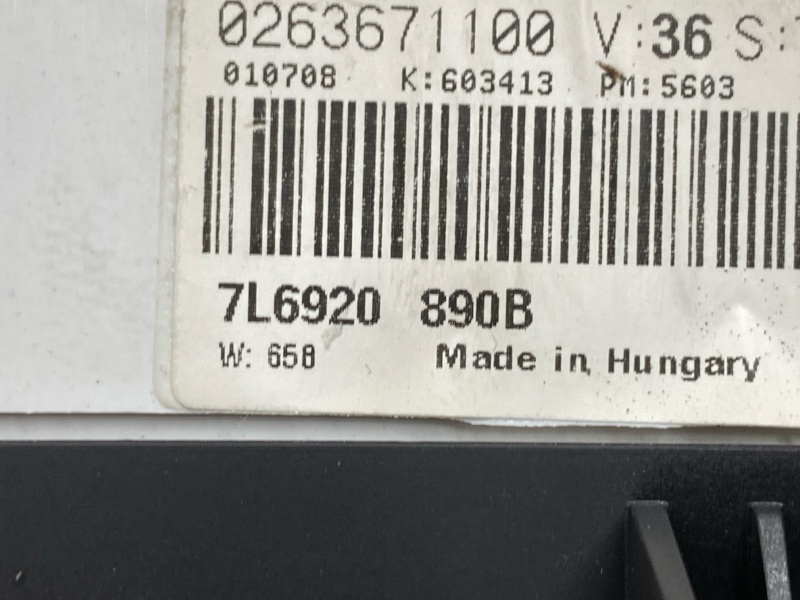 0263671100 V:36 S:
010708 K:603413 PM:5603
7L6920 890B
W: 658
Made in Hungary